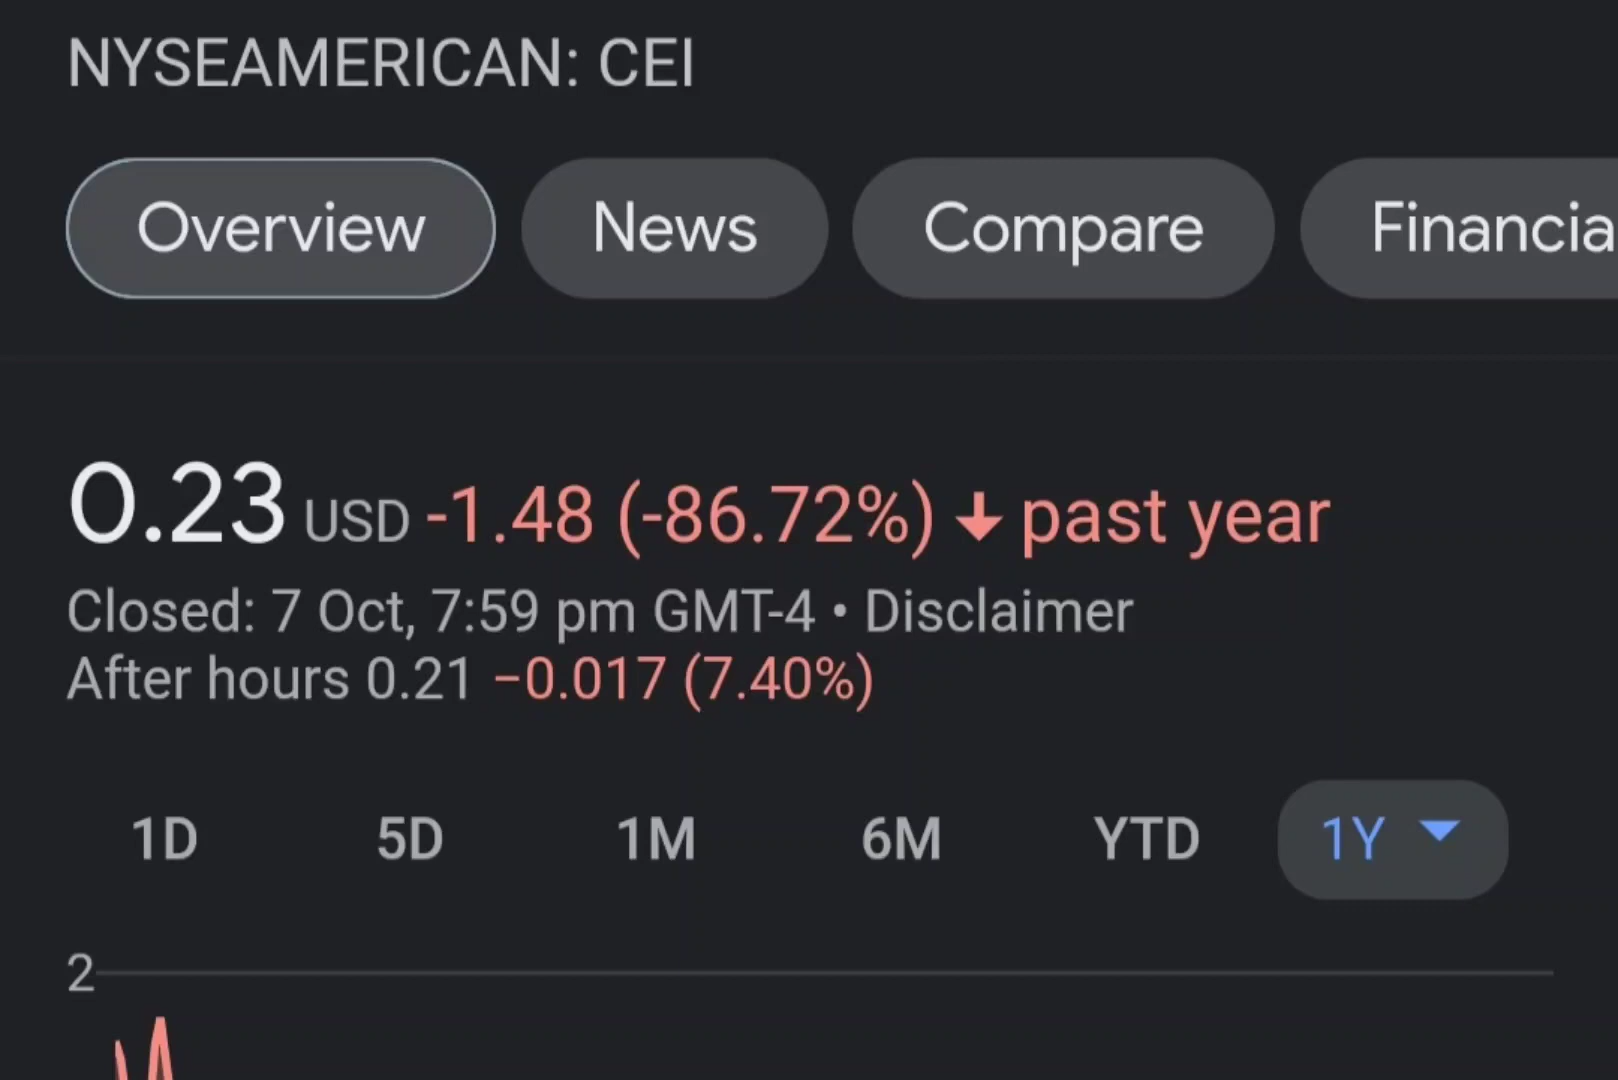 NYSEAMERICAN: CEI
Overview News Compare Financia
0.23 USD -1.48 (-86.72%) ↓ past year
Closed: 7 Oct, 7:59 pm GMT-4 • Disclaimer
After hours 0.21 −0.017 (7.40%)
1D 5D 1M 6M YTD 1Y
2